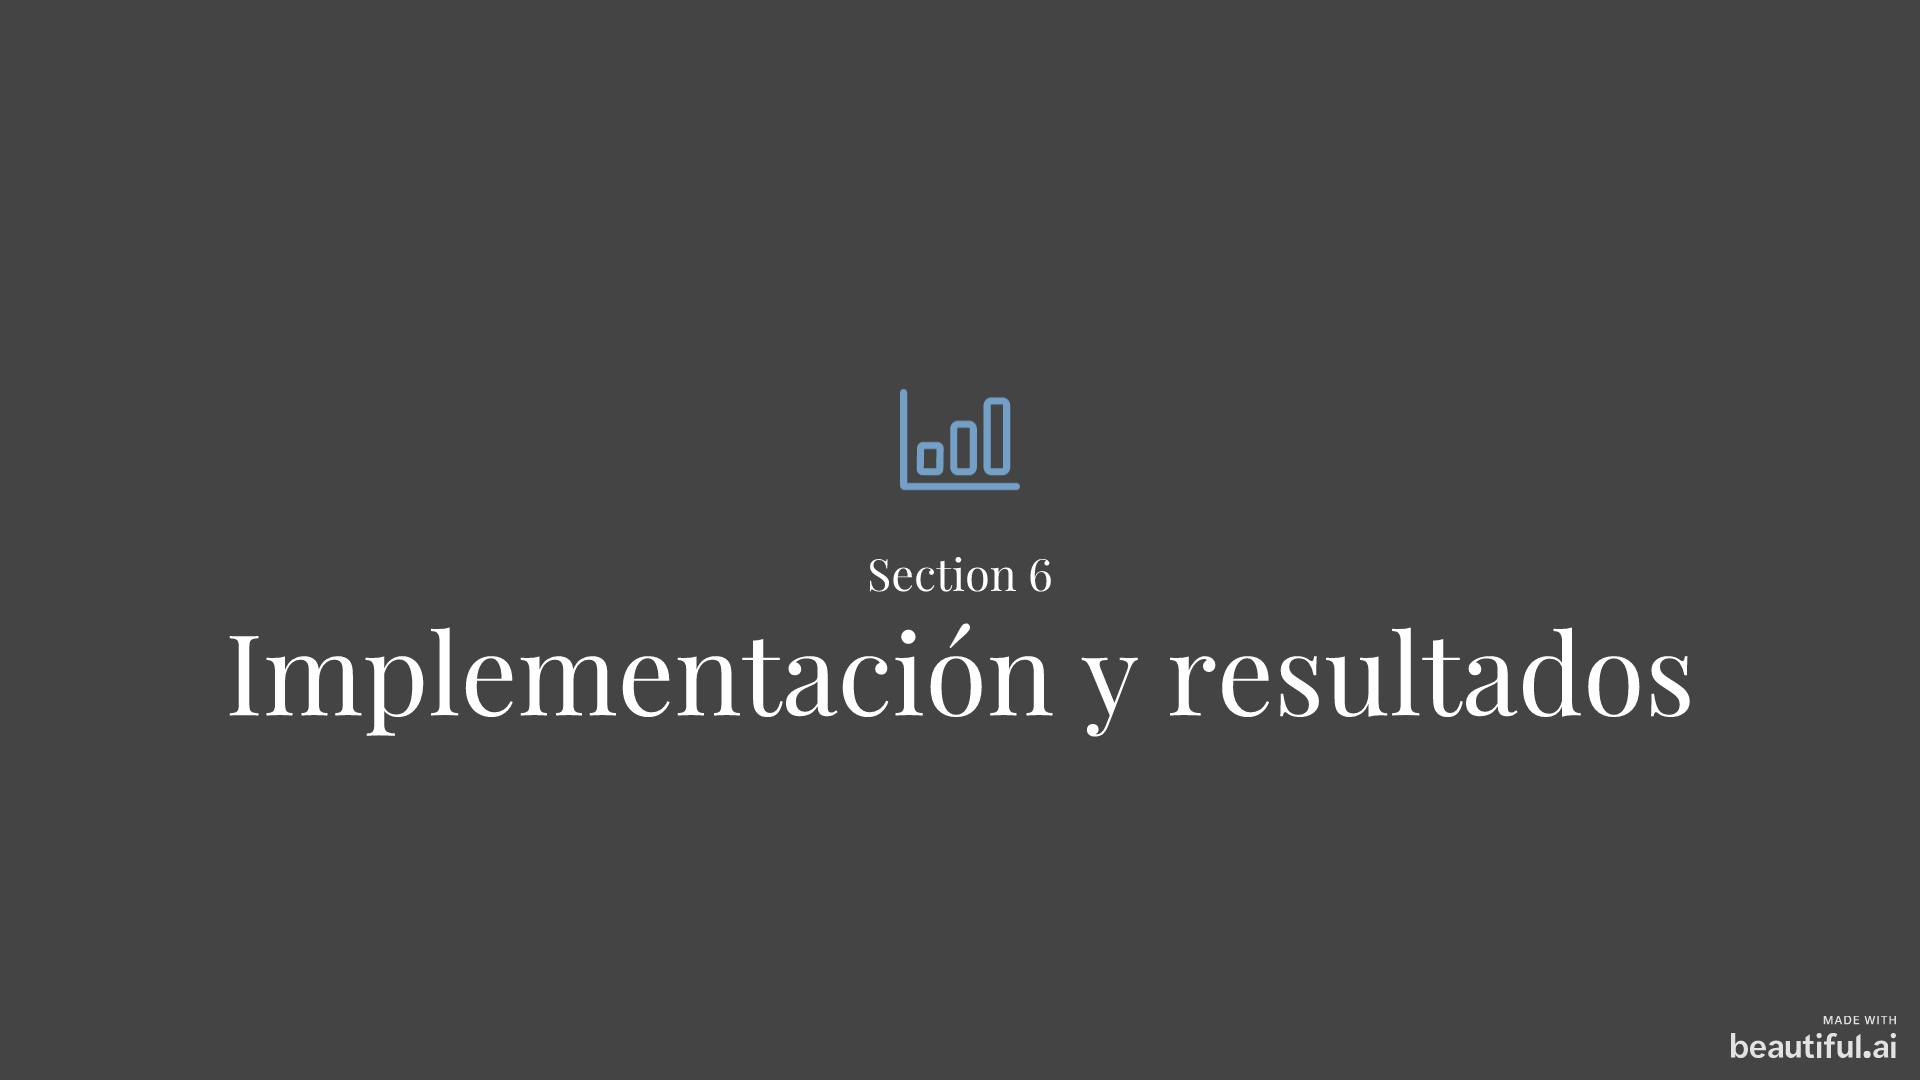 Section 6
Implementación y resultados
MADE WITH
beautiful.ai